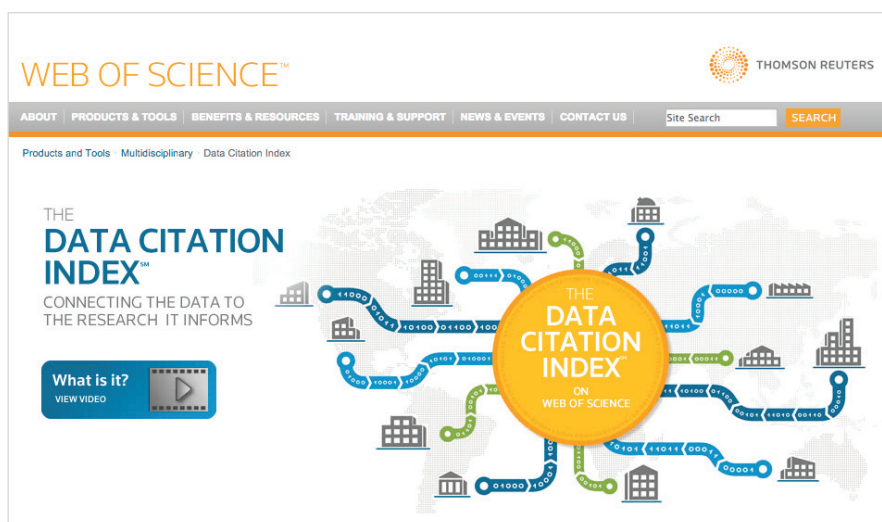 WEB OF SCIENCE™
THOMSON REUTERS
ABOUT PRODUCTS & TOOLS BENEFITS & RESOURCES TRAINING & SUPPORT NEWS & EVENTS CONTACT US Site Search SEARCH
Products and Tools · Multidisciplinary · Data Citation Index
THE
DATA CITATION
INDEX℠
CONNECTING THE DATA TO
THE RESEARCH IT INFORMS
What is it?
VIEW VIDEO
THE
DATA
CITATION
INDEX℠
ON
WEB OF SCIENCE